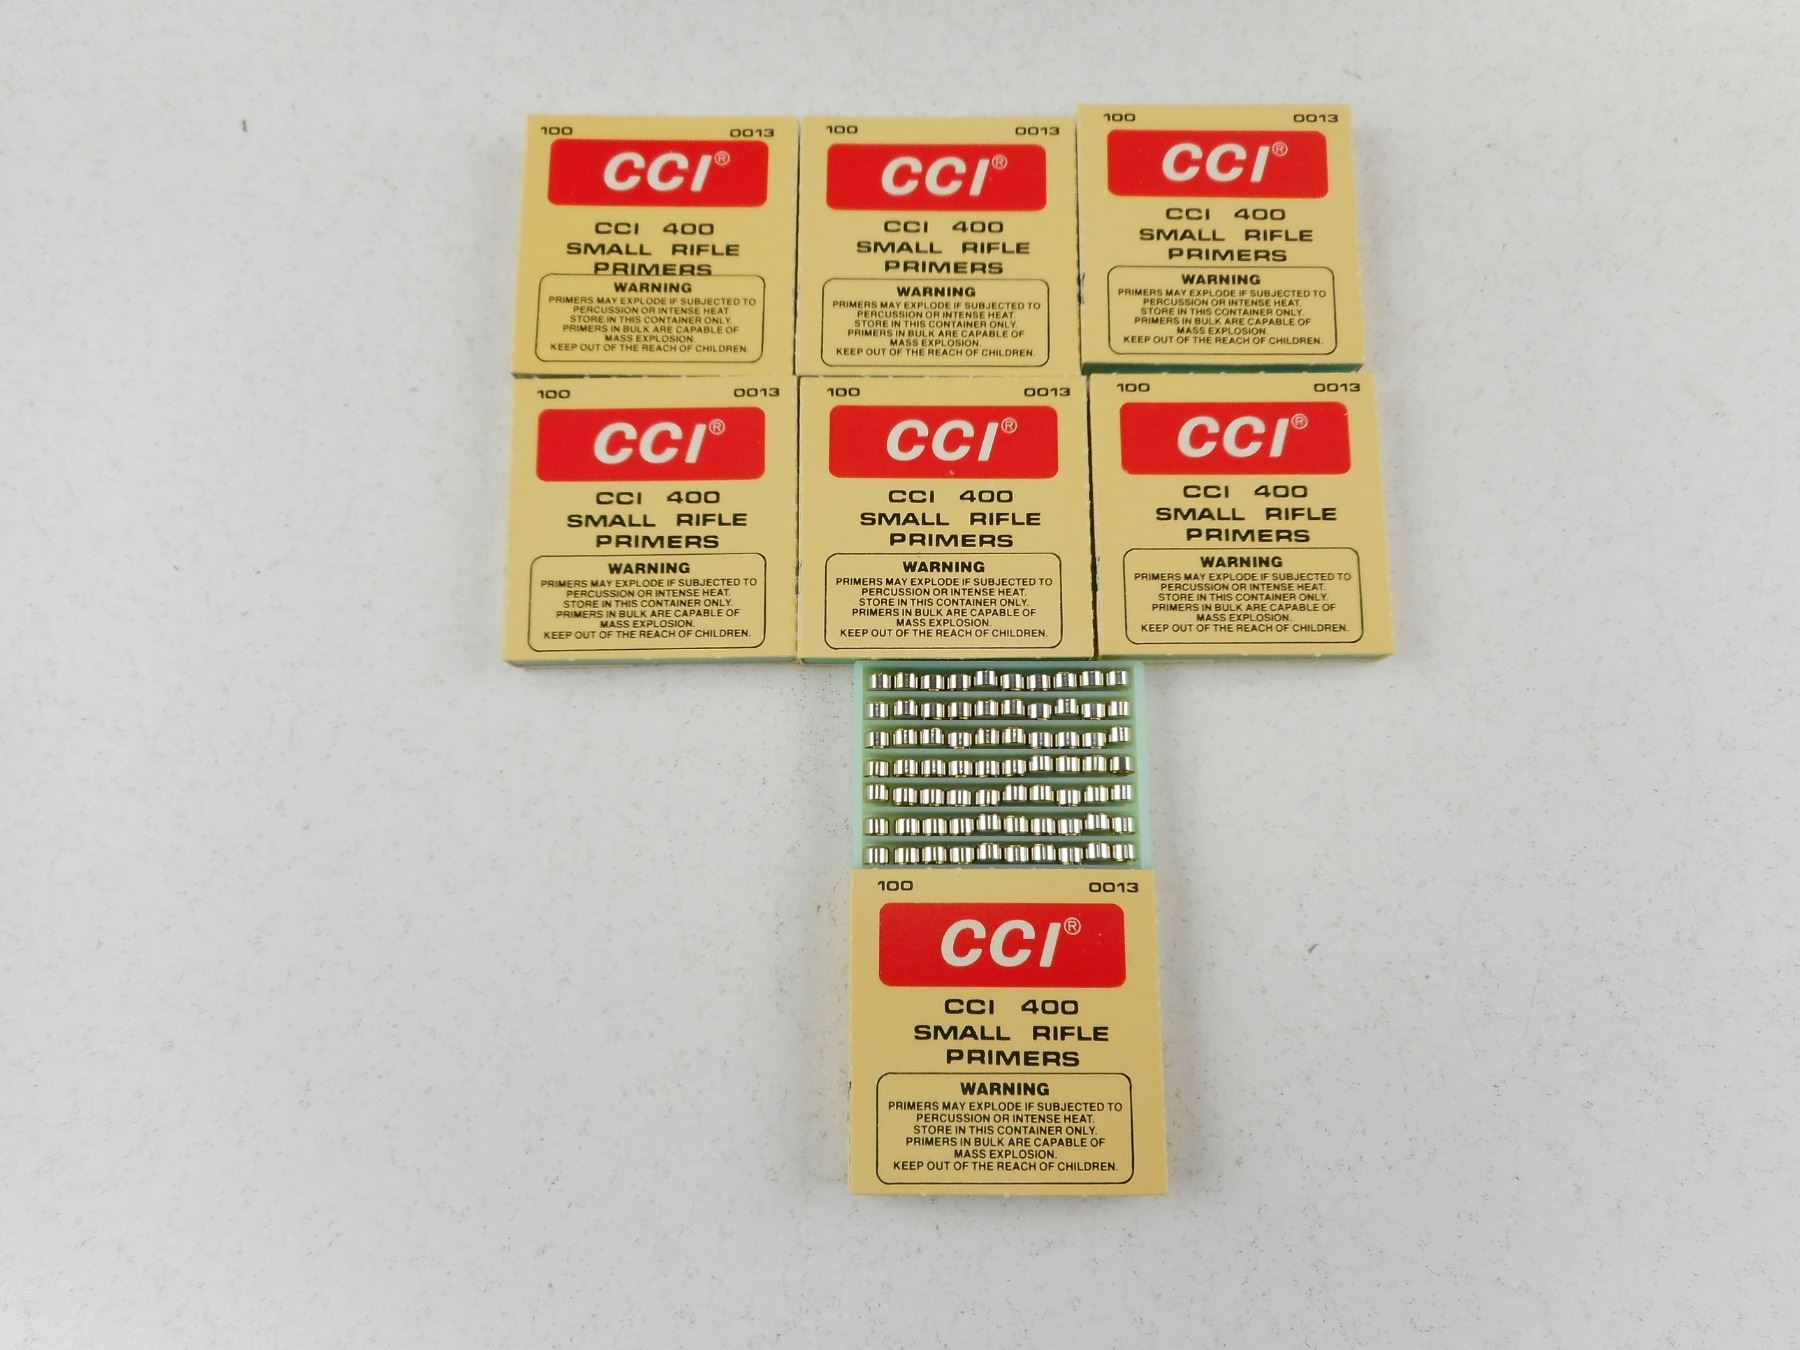 100 0013
CCI®
CCI 400
SMALL RIFLE
PRIMERS
WARNING
PRIMERS MAY EXPLODE IF SUBJECTED TO
PERCUSSION OR INTENSE HEAT.
STORE IN THIS CONTAINER ONLY.
PRIMERS IN BULK ARE CAPABLE OF
MASS EXPLOSION.
KEEP OUT OF THE REACH OF CHILDREN.
100 0013
CCI®
CCI 400
SMALL RIFLE
PRIMERS
WARNING
PRIMERS MAY EXPLODE IF SUBJECTED TO
PERCUSSION OR INTENSE HEAT.
STORE IN THIS CONTAINER ONLY.
PRIMERS IN BULK ARE CAPABLE OF
MASS EXPLOSION.
KEEP OUT OF THE REACH OF CHILDREN.
100 0013
CCI®
CCI 400
SMALL RIFLE
PRIMERS
WARNING
PRIMERS MAY EXPLODE IF SUBJECTED TO
PERCUSSION OR INTENSE HEAT.
STORE IN THIS CONTAINER ONLY.
PRIMERS IN BULK ARE CAPABLE OF
MASS EXPLOSION.
KEEP OUT OF THE REACH OF CHILDREN.
100 0013
CCI®
CCI 400
SMALL RIFLE
PRIMERS
WARNING
PRIMERS MAY EXPLODE IF SUBJECTED TO
PERCUSSION OR INTENSE HEAT.
STORE IN THIS CONTAINER ONLY.
PRIMERS IN BULK ARE CAPABLE OF
MASS EXPLOSION.
KEEP OUT OF THE REACH OF CHILDREN.
100 0013
CCI®
CCI 400
SMALL RIFLE
PRIMERS
WARNING
PRIMERS MAY EXPLODE IF SUBJECTED TO
PERCUSSION OR INTENSE HEAT.
STORE IN THIS CONTAINER ONLY.
PRIMERS IN BULK ARE CAPABLE OF
MASS EXPLOSION.
KEEP OUT OF THE REACH OF CHILDREN.
100 0013
CCI®
CCI 400
SMALL RIFLE
PRIMERS
WARNING
PRIMERS MAY EXPLODE IF SUBJECTED TO
PERCUSSION OR INTENSE HEAT.
STORE IN THIS CONTAINER ONLY.
PRIMERS IN BULK ARE CAPABLE OF
MASS EXPLOSION.
KEEP OUT OF THE REACH OF CHILDREN.
100 0013
CCI®
CCI 400
SMALL RIFLE
PRIMERS
WARNING
PRIMERS MAY EXPLODE IF SUBJECTED TO
PERCUSSION OR INTENSE HEAT.
STORE IN THIS CONTAINER ONLY.
PRIMERS IN BULK ARE CAPABLE OF
MASS EXPLOSION.
KEEP OUT OF THE REACH OF CHILDREN.